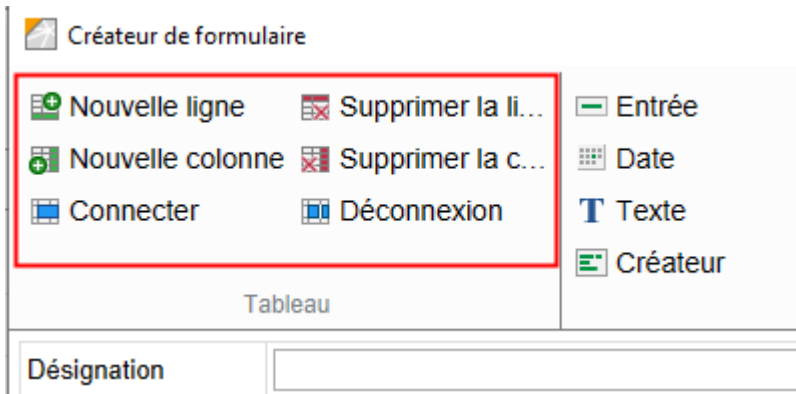 Créateur de formulaire
Nouvelle ligne
Supprimer la li...
Nouvelle colonne
Supprimer la c...
Connecter
Déconnexion
Tableau
Entrée
Date
Texte
Créateur
Désignation